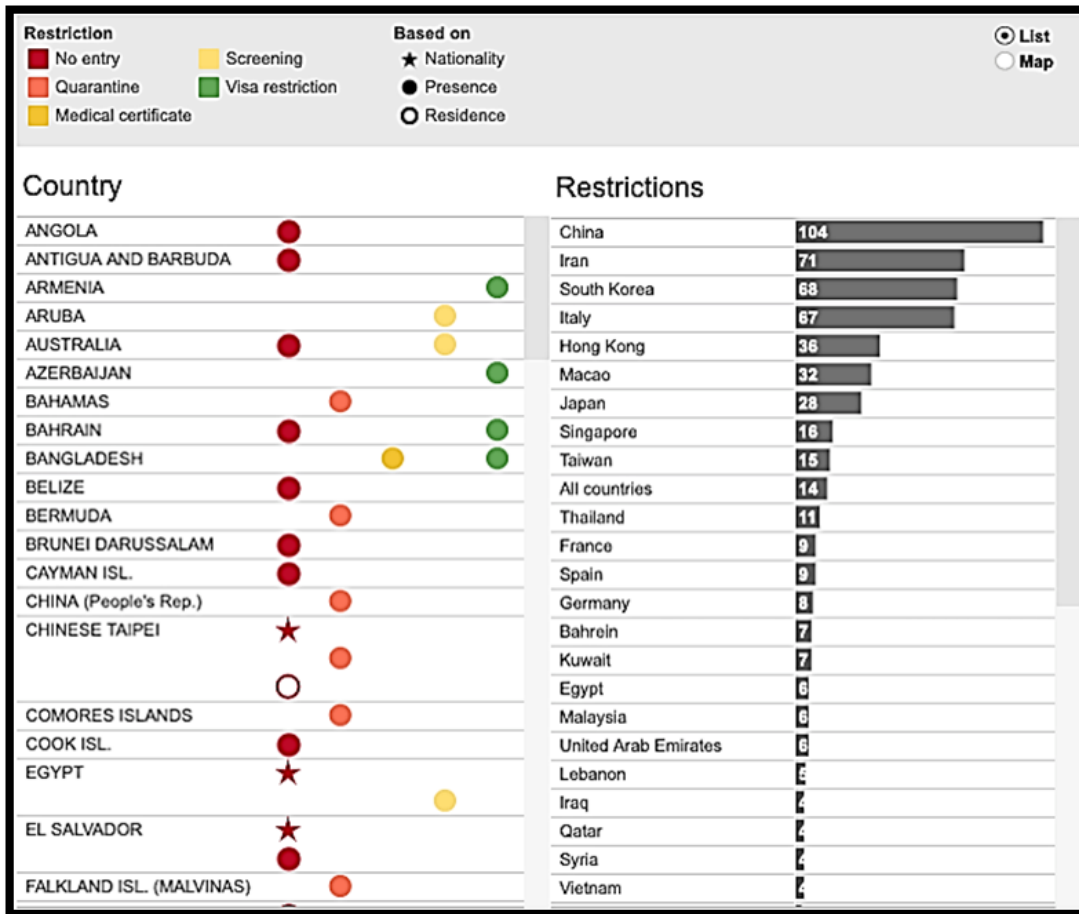 Restriction
No entry
Quarantine
Medical certificate
Screening
Visa restriction
Based on
Nationality
Presence
Residence
List
Map
Country
ANGOLA
ANTIGUA AND BARBUDA
ARMENIA
ARUBA
AUSTRALIA
AZERBAIJAN
BAHAMAS
BAHRAIN
BANGLADESH
BELIZE
BERMUDA
BRUNEI DARUSSALAM
CAYMAN ISL.
CHINA (People's Rep.)
CHINESE TAIPEI
COMORES ISLANDS
COOK ISL.
EGYPT
EL SALVADOR
FALKLAND ISL. (MALVINAS)
Restrictions
China 104
Iran 71
South Korea 68
Italy 67
Hong Kong 36
Macao 32
Japan 28
Singapore 16
Taiwan 15
All countries 14
Thailand 11
France 9
Spain 9
Germany 8
Bahrein 7
Kuwait 7
Egypt 6
Malaysia 6
United Arab Emirates 6
Lebanon 5
Iraq 4
Qatar 4
Syria 4
Vietnam 4